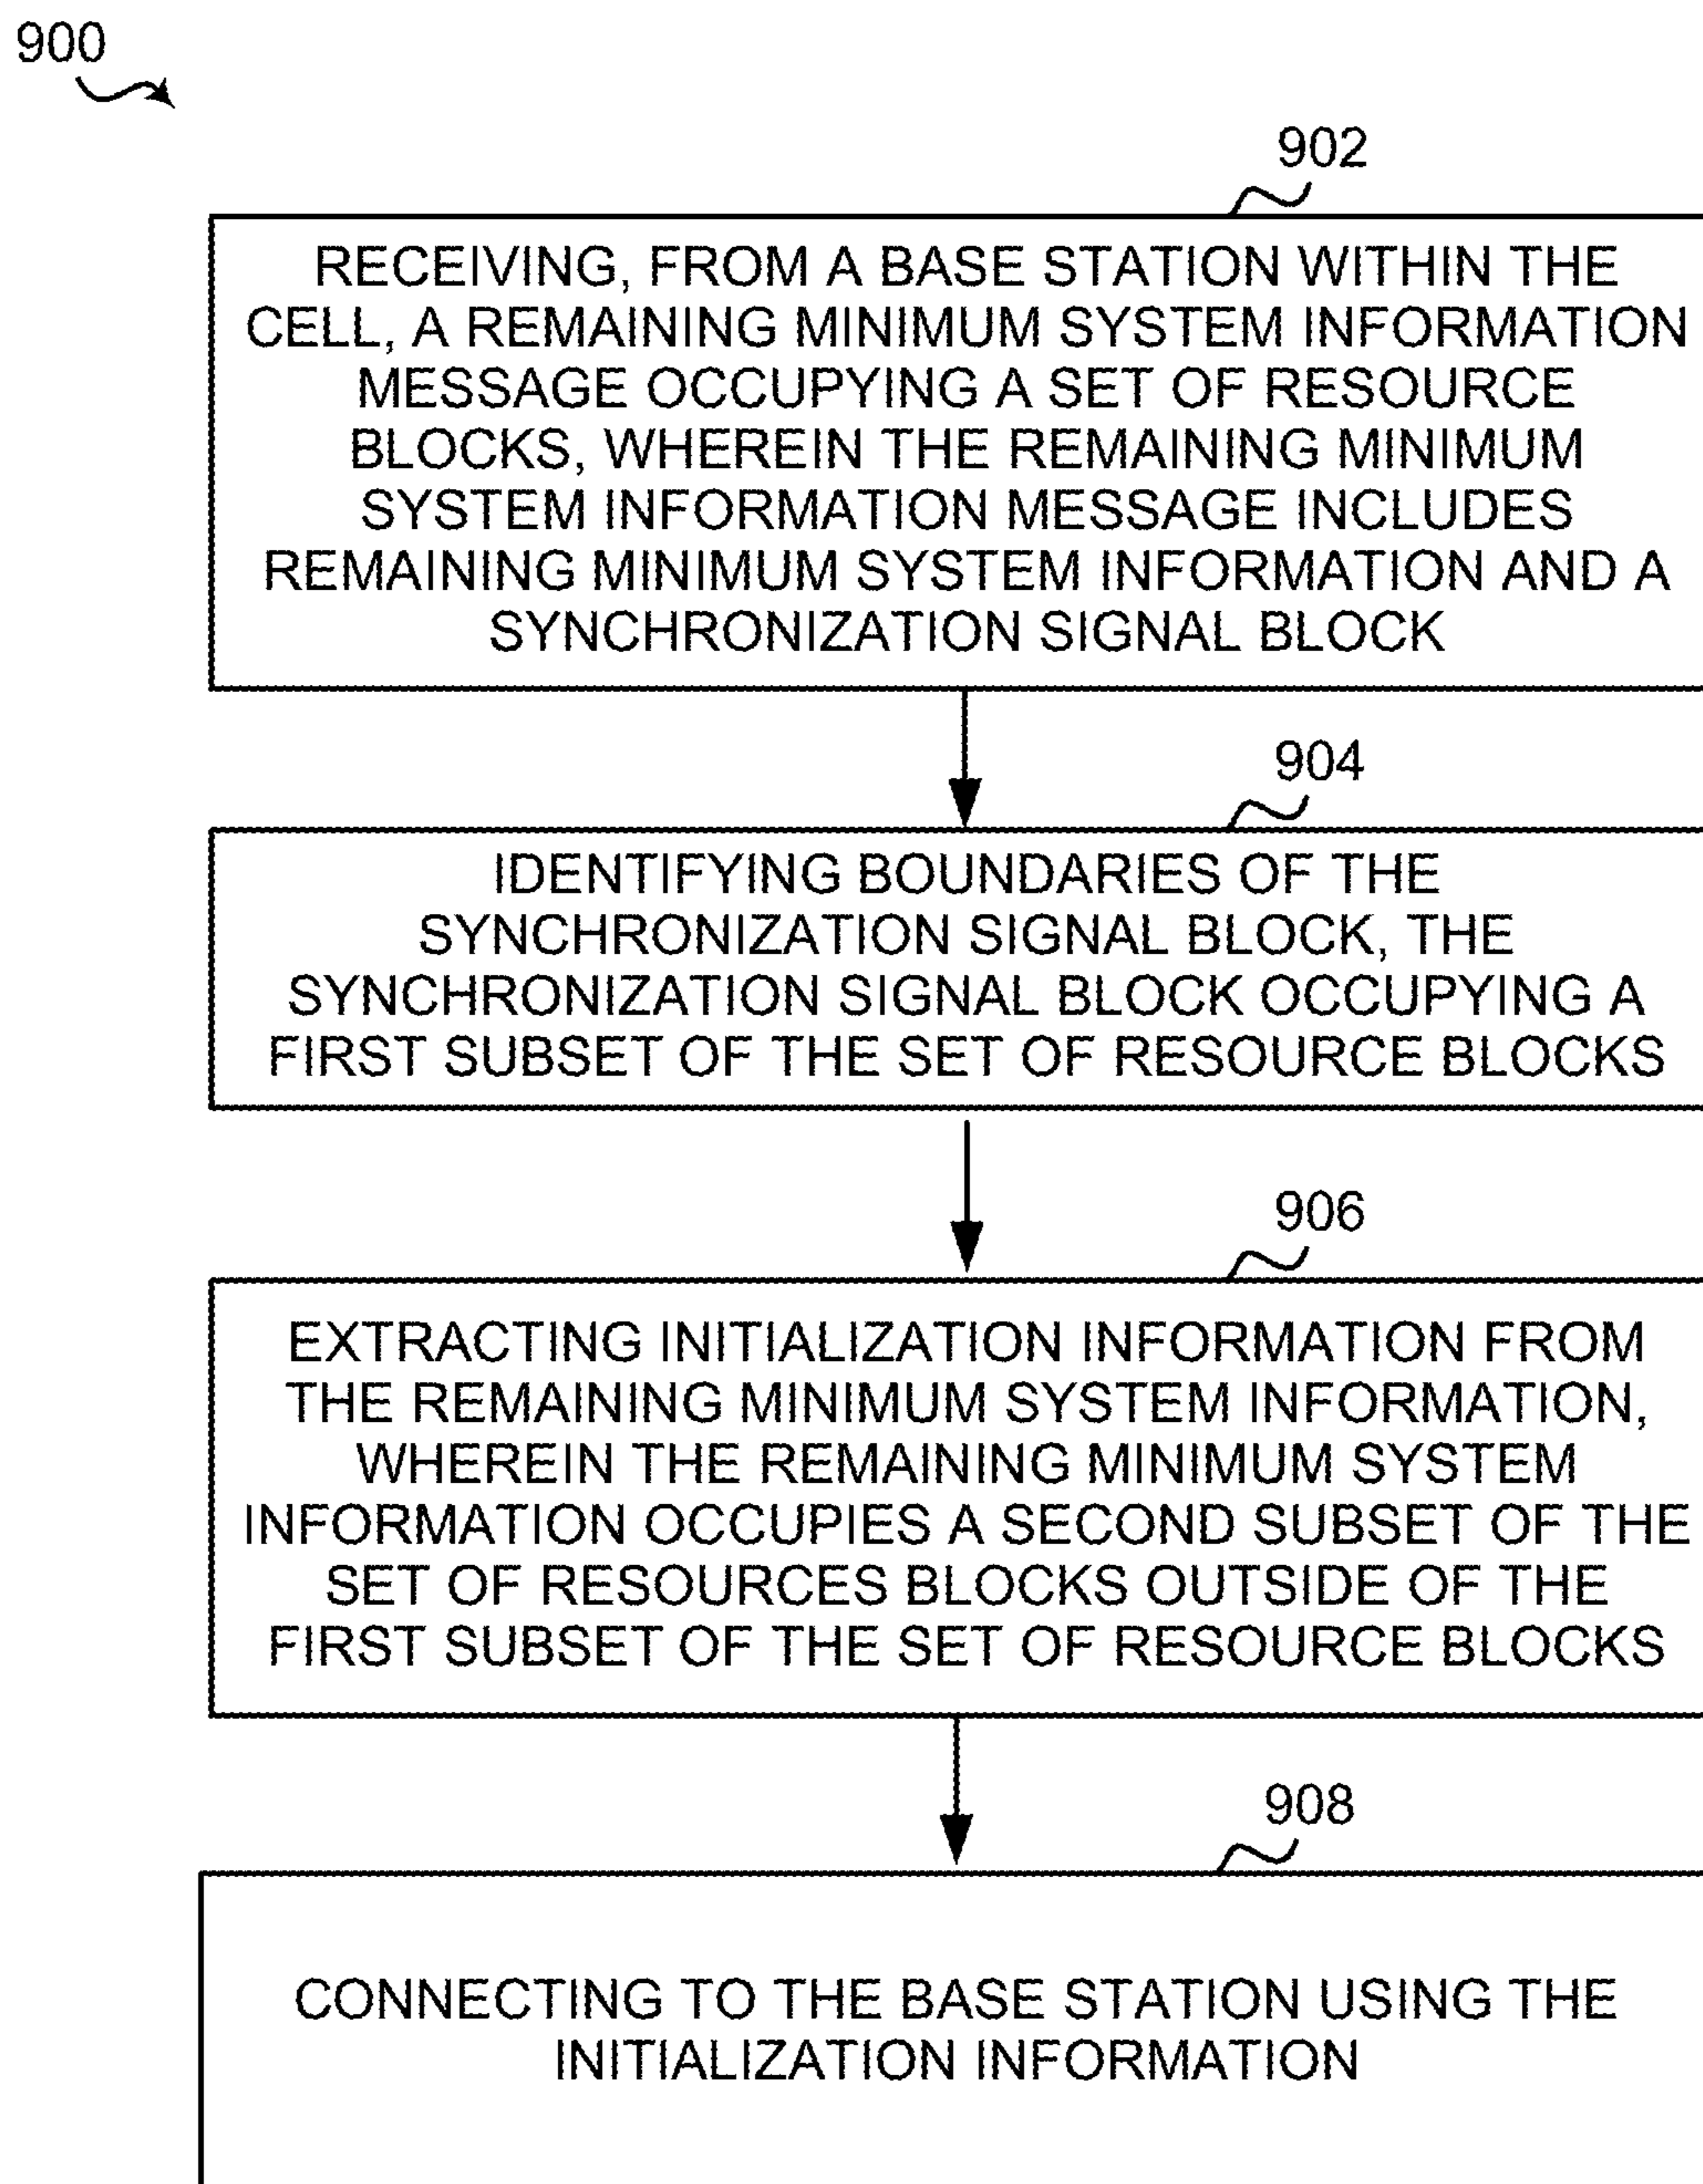 900
902
RECEIVING, FROM A BASE STATION WITHIN THE
CELL, A REMAINING MINIMUM SYSTEM INFORMATION
MESSAGE OCCUPYING A SET OF RESOURCE
BLOCKS, WHEREIN THE REMAINING MINIMUM
SYSTEM INFORMATION MESSAGE INCLUDES
REMAINING MINIMUM SYSTEM INFORMATION AND A
SYNCHRONIZATION SIGNAL BLOCK
904
IDENTIFYING BOUNDARIES OF THE
SYNCHRONIZATION SIGNAL BLOCK, THE
SYNCHRONIZATION SIGNAL BLOCK OCCUPYING A
FIRST SUBSET OF THE SET OF RESOURCE BLOCKS
906
EXTRACTING INITIALIZATION INFORMATION FROM
THE REMAINING MINIMUM SYSTEM INFORMATION,
WHEREIN THE REMAINING MINIMUM SYSTEM
INFORMATION OCCUPIES A SECOND SUBSET OF THE
SET OF RESOURCES BLOCKS OUTSIDE OF THE
FIRST SUBSET OF THE SET OF RESOURCE BLOCKS
908
CONNECTING TO THE BASE STATION USING THE
INITIALIZATION INFORMATION